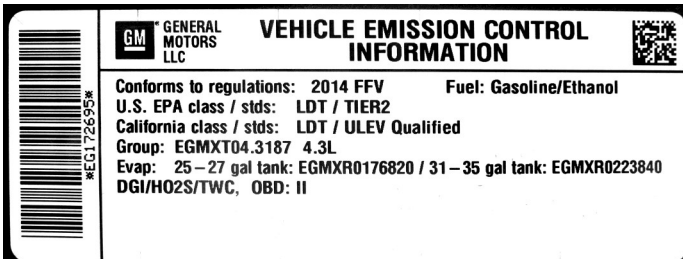 GM
GENERAL
MOTORS
LLC
VEHICLE EMISSION CONTROL
INFORMATION
*EG172695*
Conforms to regulations: 2014 FFV Fuel: Gasoline/Ethanol
U.S. EPA class / stds: LDT / TIER2
California class / stds: LDT / ULEV Qualified
Group: EGMXT04.3187 4.3L
Evap: 25–27 gal tank: EGMXR0176820 / 31–35 gal tank: EGMXR0223840
DGI/HO2S/TWC, OBD: II